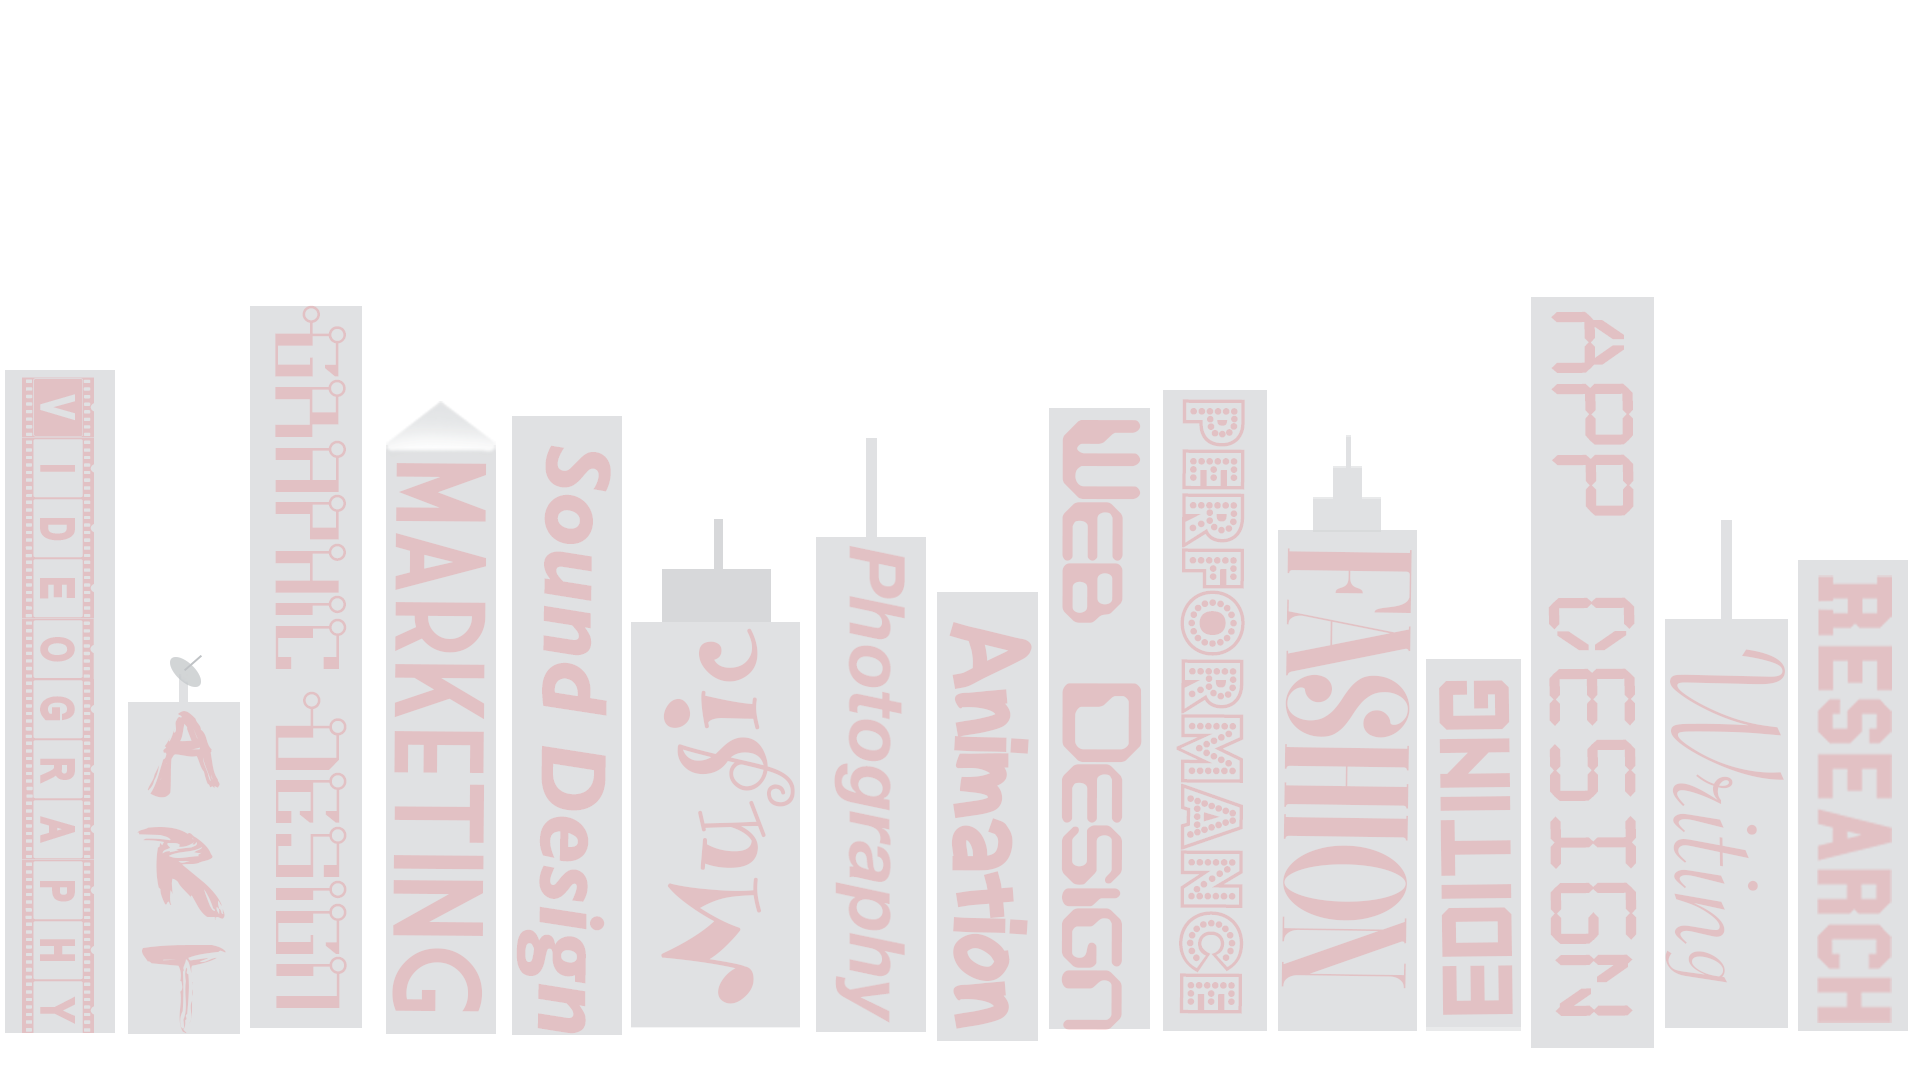 VIDEOGRAPHY
ART
GRAPHIC DESIGN
MARKETING
Sound Design
Music
Photography
Animation
WEB DESIGN
PERFORMANCE
FASHION
EDITING
APP DESIGN
Writing
RESEARCH